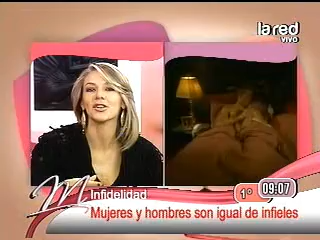 la red
VIVO
Infidelidad
1° 09:07
Mujeres y hombres son igual de infieles